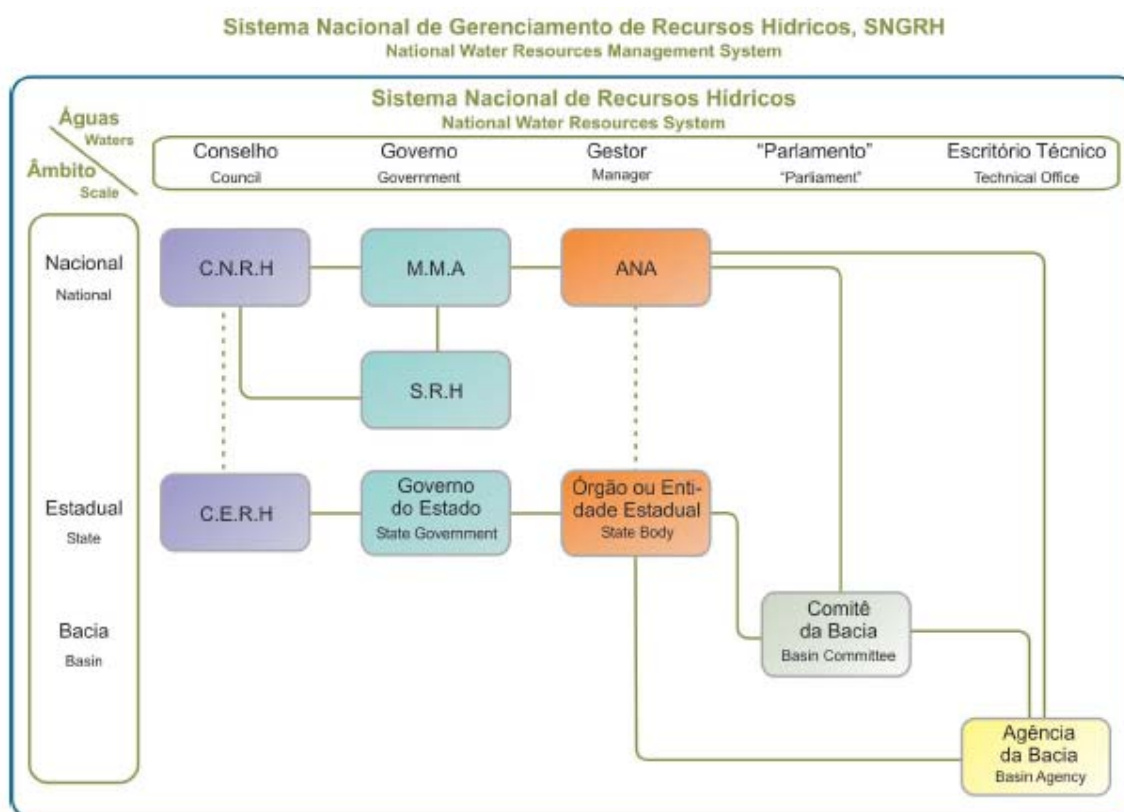 Sistema Nacional de Gerenciamento de Recursos Hídricos, SNGRH
National Water Resources Management System
Sistema Nacional de Recursos Hídricos
National Water Resources System
Águas
Waters
Âmbito
Scale
Conselho
Council
Governo
Government
Gestor
Manager
"Parlamento"
"Parliament"
Escritório Técnico
Technical Office
Nacional
National
C.N.R.H
M.M.A
ANA
S.R.H
Estadual
State
C.E.R.H
Governo
do Estado
State Government
Órgão ou Enti-
dade Estadual
State Body
Bacia
Basin
Comitê
da Bacia
Basin Committee
Agência
da Bacia
Basin Agency